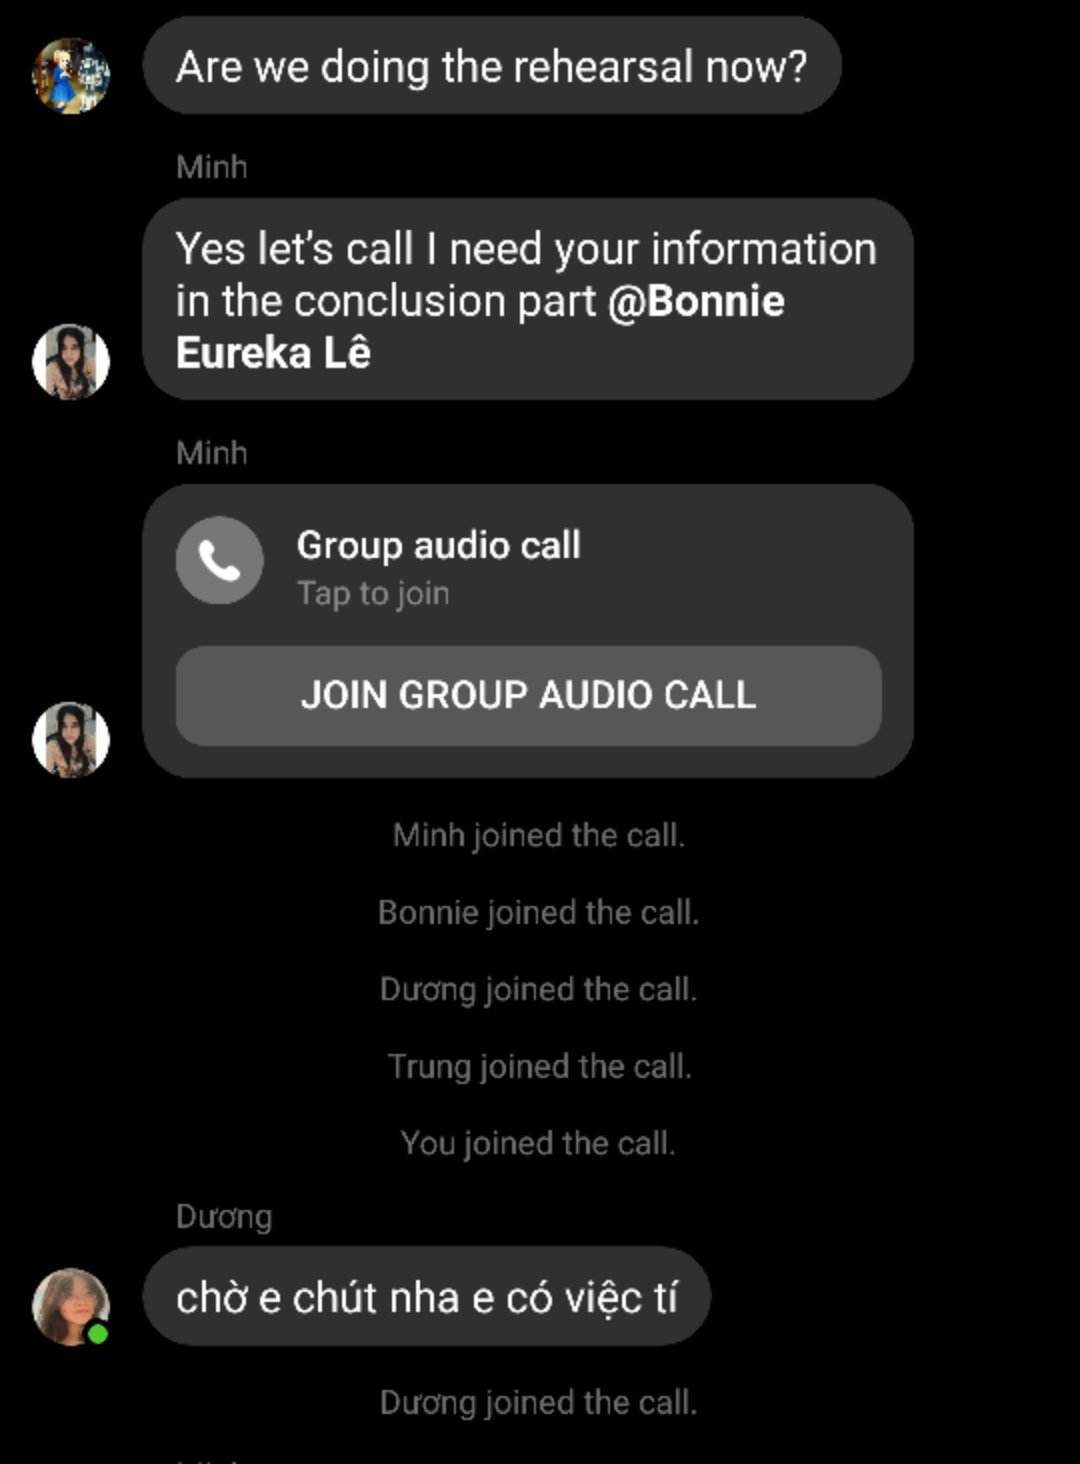 Are we doing the rehearsal now?
Minh
Yes let's call I need your information
in the conclusion part @Bonnie
Eureka Lê
Minh
Group audio call
Tap to join
JOIN GROUP AUDIO CALL
Minh joined the call.
Bonnie joined the call.
Dương joined the call.
Trung joined the call.
You joined the call.
Dương
chờ e chút nha e có việc tí
Dương joined the call.